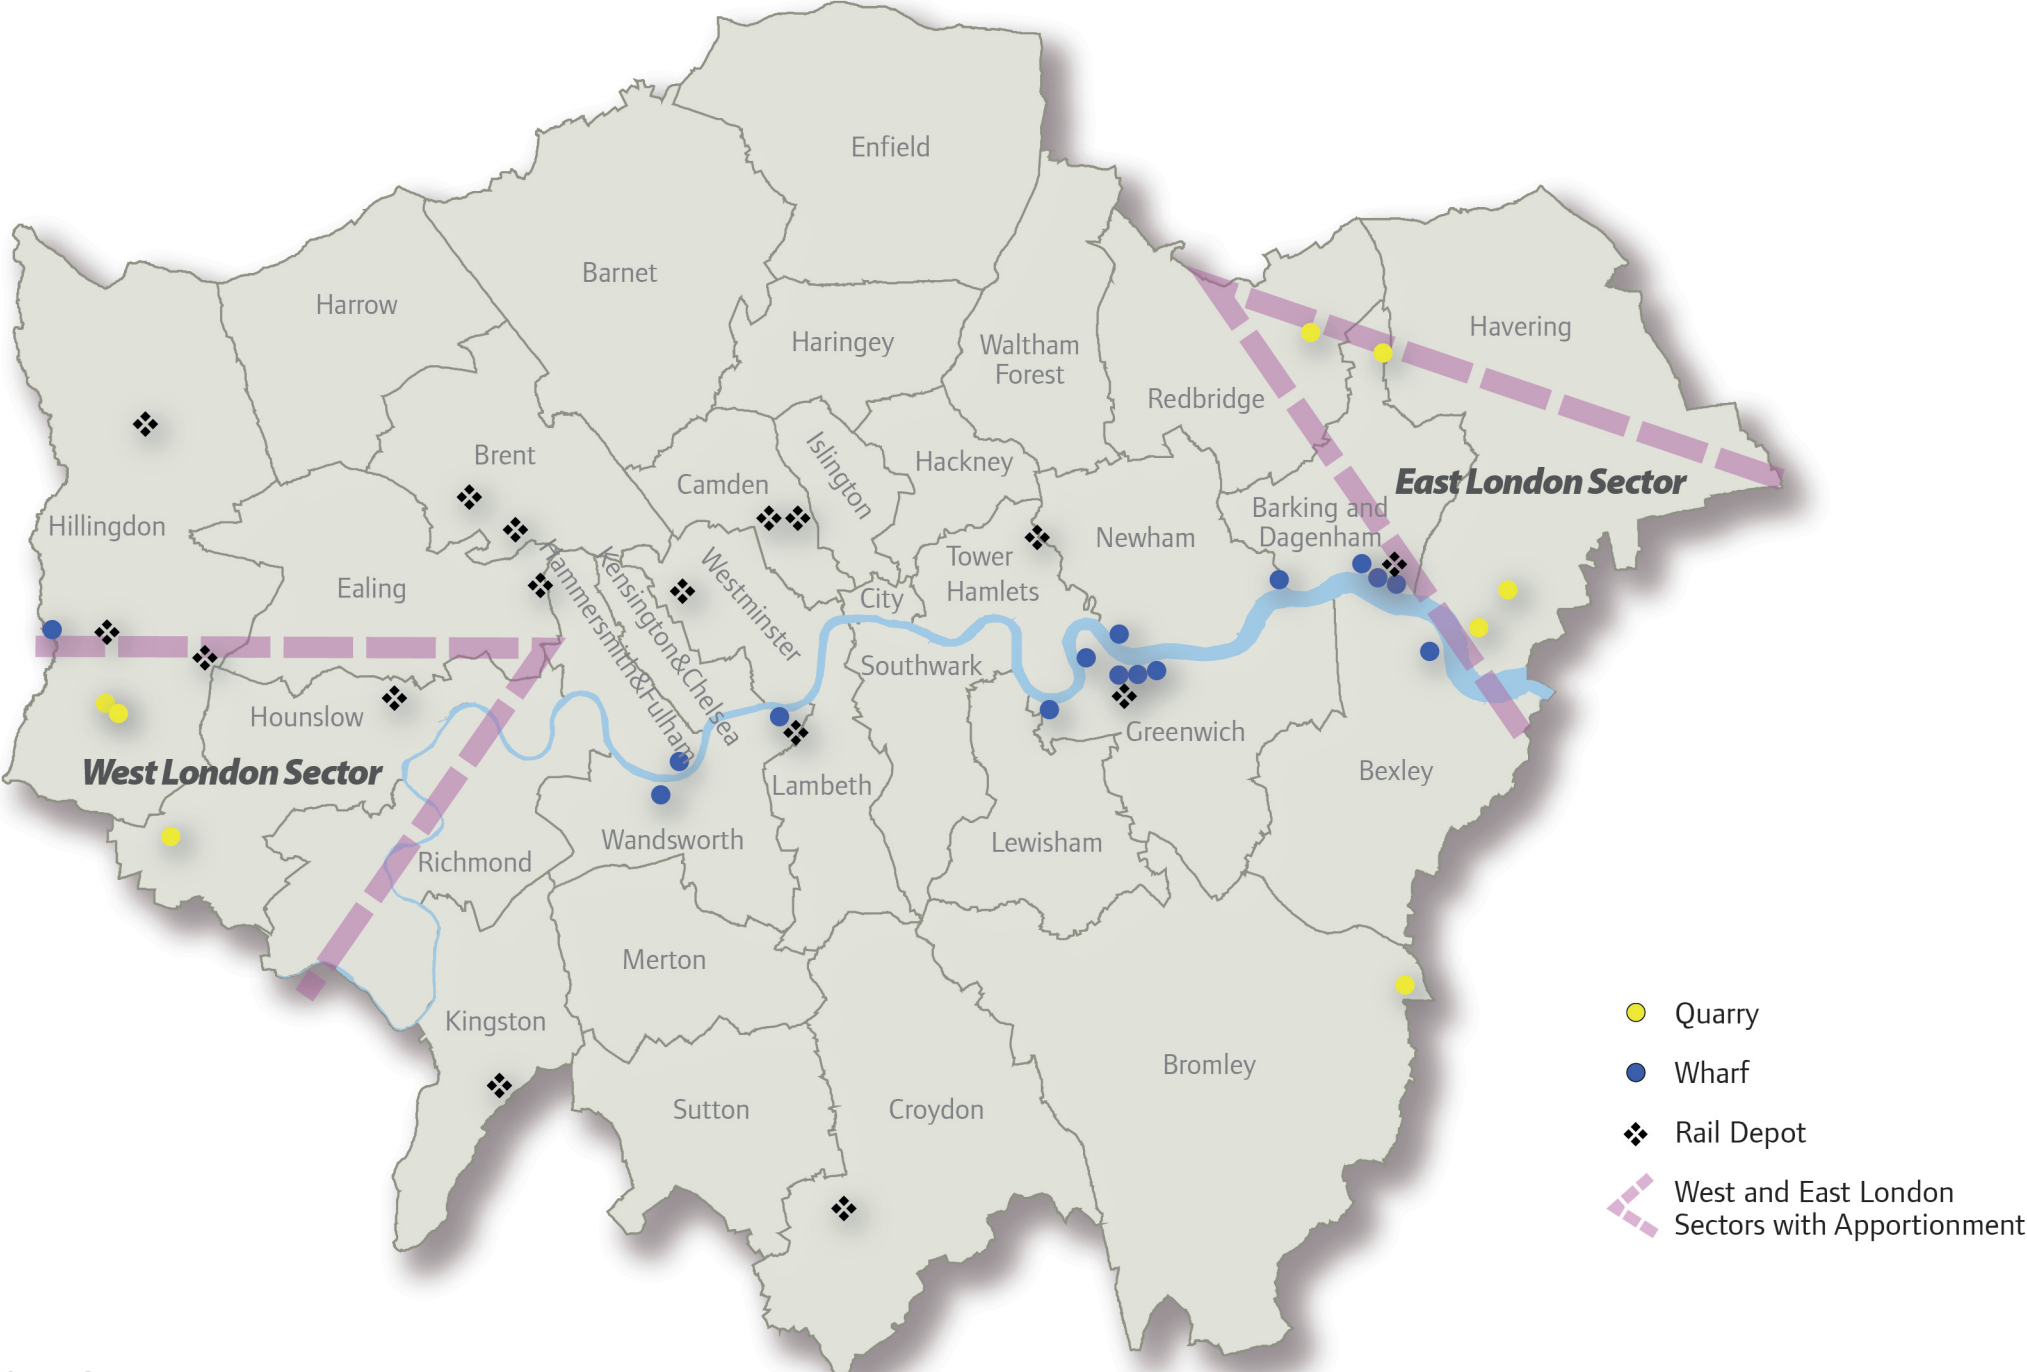 Enfield
Barnet
Harrow
Haringey
Waltham
Forest
Havering
Redbridge
Brent
Camden
Islington
Hackney
East London Sector
Barking and
Dagenham
Hillingdon
Newham
Tower
Hamlets
Ealing
Hammersmith&Fulham
Kensington&Chelsea
Westminster
City
Southwark
Hounslow
Greenwich
West London Sector
Bexley
Lambeth
Wandsworth
Lewisham
Richmond
Merton
Kingston
Bromley
Sutton
Croydon
Quarry
Wharf
Rail Depot
West and East London
Sectors with Apportionment